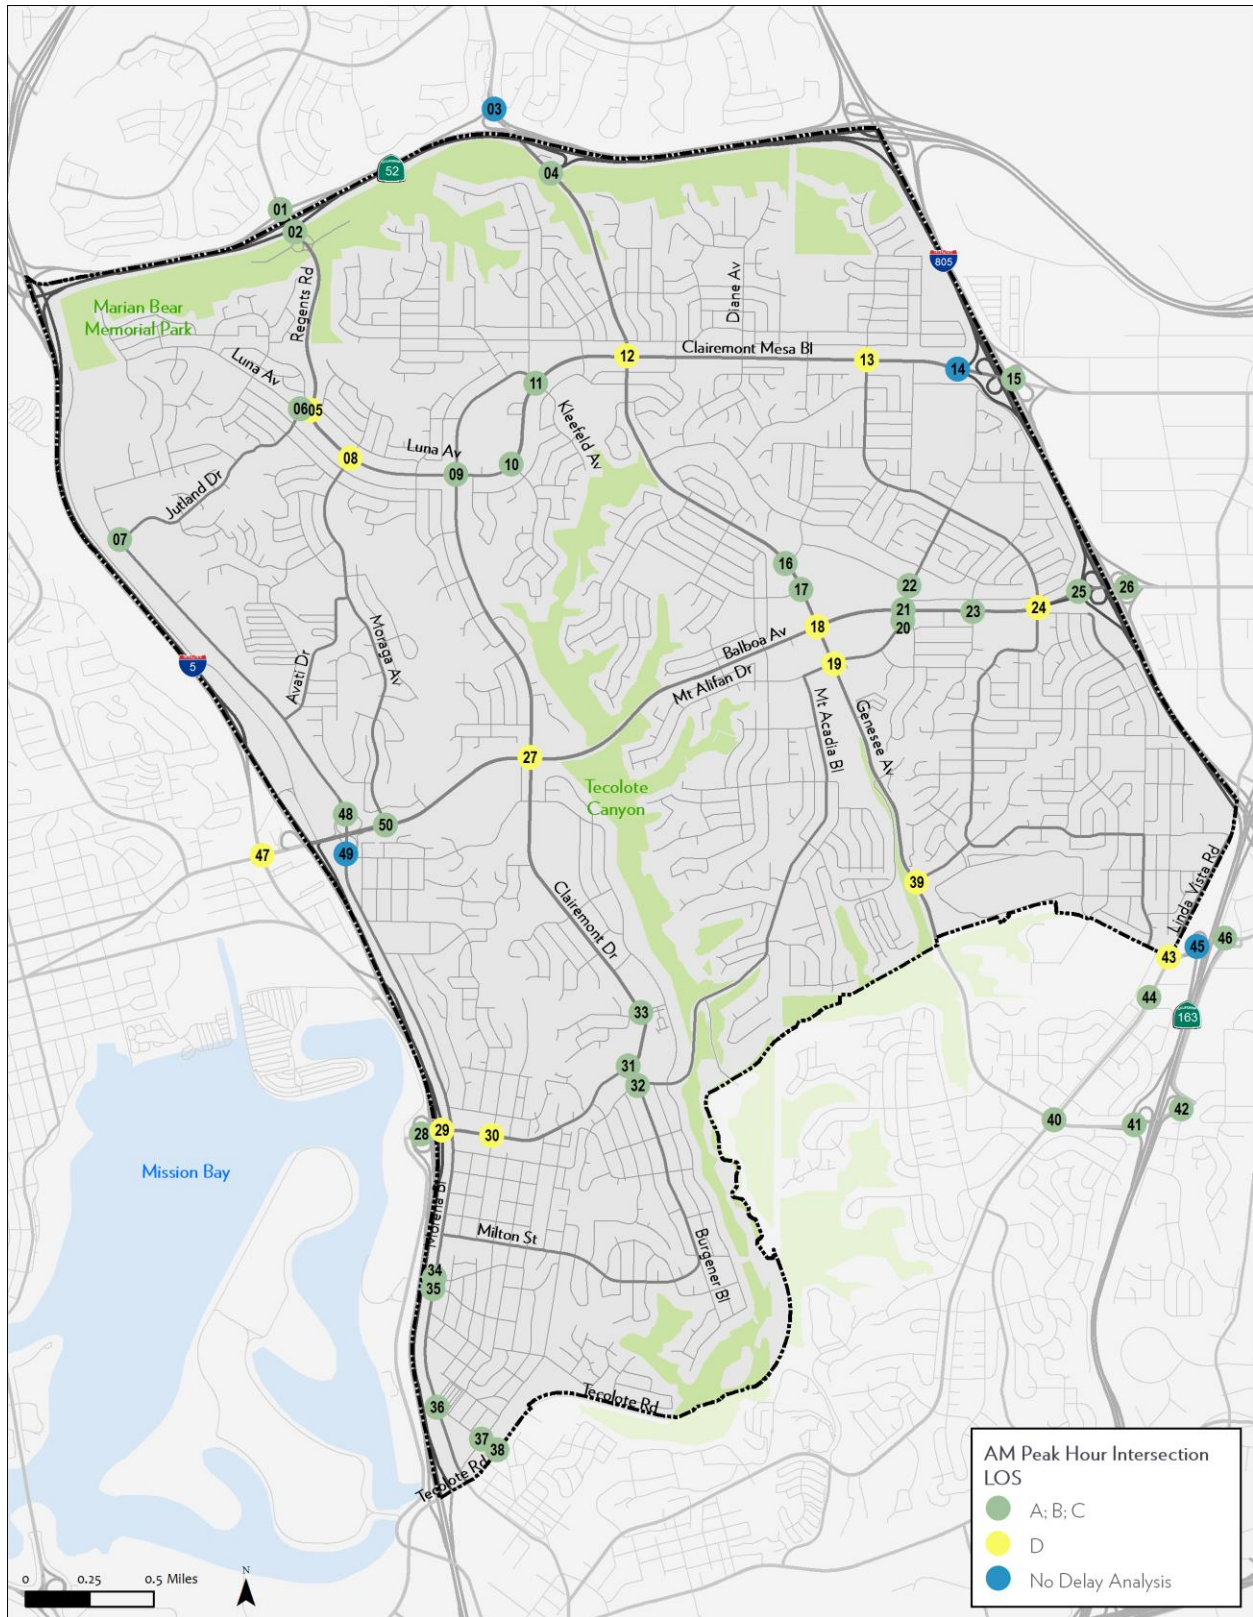 03
CALIFORNIA
52
04
01
02
805
Marian Bear
Memorial Park
Regents Rd
Diane Av
Luna Av
12
Clairemont Mesa Bl
13
14
15
11
06
05
Kleefeld Av
08
Luna Av
09
10
Jutland Dr
07
16
17
22
25
26
21
23
24
20
18
Balboa Av
19
Mt Alifan Dr
Moraga Av
5
Avati Dr
Mt Acadia Bl
Genesee Av
27
Tecolote
Canyon
48
50
47
49
39
Clairemont Dr
Linda Vista Rd
46
45
43
44
163
33
31
32
42
40
41
28
29
30
Mission Bay
Morena Bl
Milton St
Burgener Bl
34
35
Tecolote Rd
36
37
38
Tecolote Rd
AM Peak Hour Intersection
LOS
A; B; C
D
No Delay Analysis
0 0.25 0.5 Miles
N